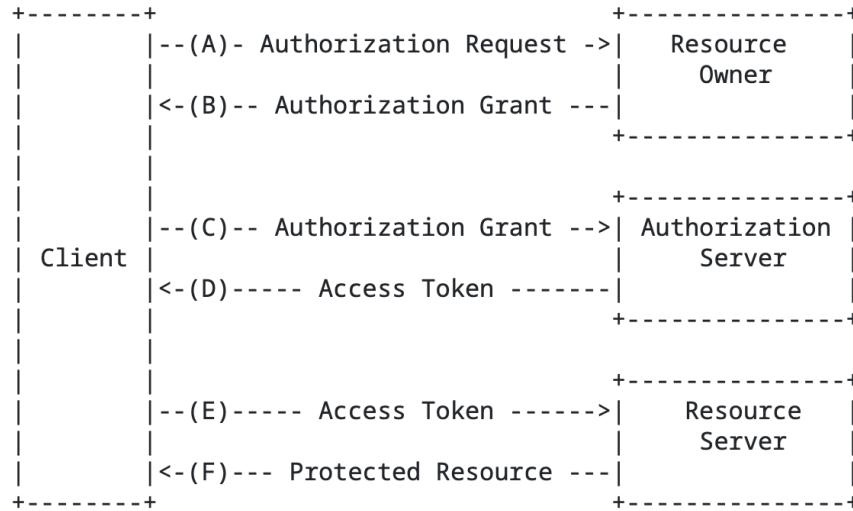 +--------+                               +---------------+
|        |--(A)- Authorization Request ->|   Resource    |
|        |                               |     Owner     |
|        |<-(B)-- Authorization Grant ---|               |
|        |                               +---------------+
|        |
|        |                               +---------------+
|        |--(C)-- Authorization Grant -->| Authorization |
| Client |                               |     Server    |
|        |<-(D)----- Access Token -------|               |
|        |                               +---------------+
|        |
|        |                               +---------------+
|        |--(E)----- Access Token ------>|    Resource   |
|        |                               |     Server    |
|        |<-(F)--- Protected Resource ---|               |
+--------+                               +---------------+